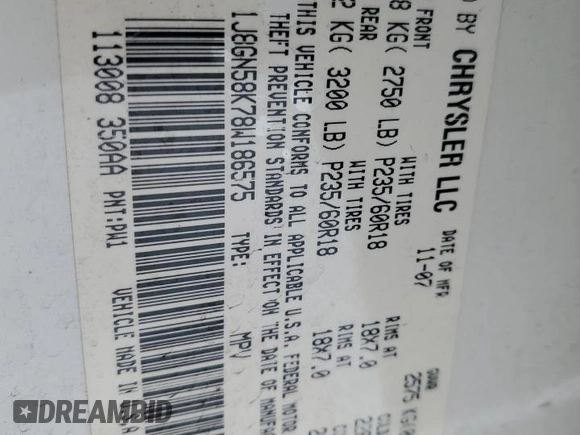 ) BY CHRYSLER LLC DATE OF MFR
11-07
FRONT WITH TIRES RIMS AT
8 KG( 2750 LB) P235/60R18 18X7.0
REAR WITH TIRES RIMS AT
2 KG( 3200 LB) P235/60R18 18X7.0
THIS VEHICLE CONFORMS TO ALL APPLICABLE U.S.A. FEDERAL MOTOR
THEFT PREVENTION STANDARDS IN EFFECT ON THE DATE OF MANUFA
1J8GN58K78W186575 TYPE: MPV
113008 350AA PNT:PW1 VEHICLE MADE IN
DREAMBID